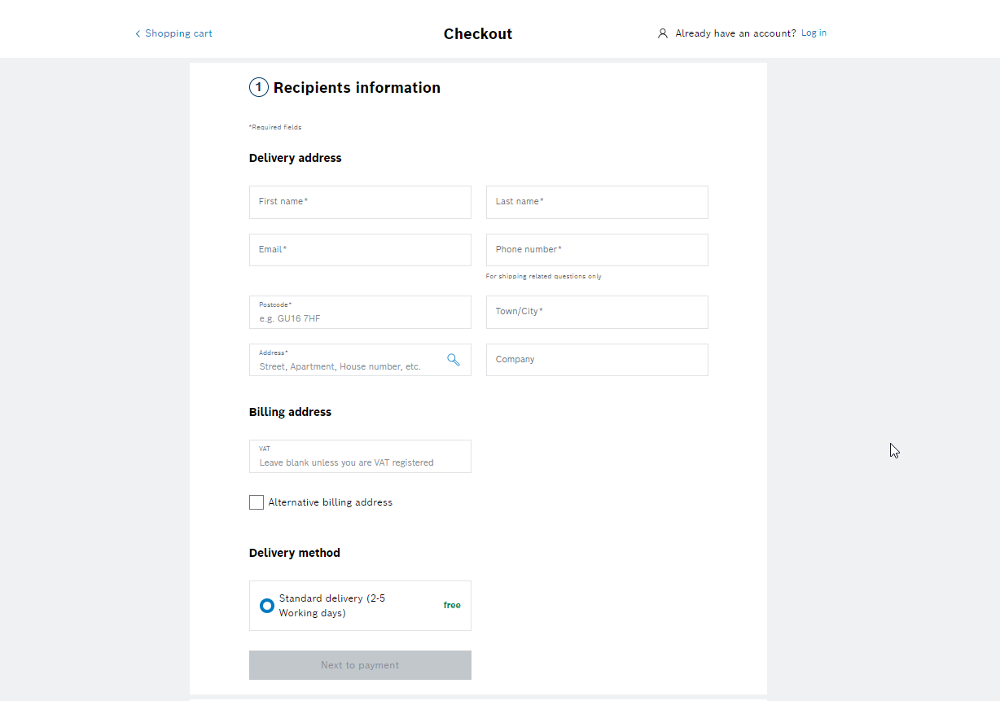 Shopping cart
Checkout
Already have an account? Log in
1 Recipients information
*Required fields
Delivery address
First name*
Last name*
Email*
Phone number*
For shipping related questions only
Postcode*
e.g. GU16 7HF
Town/City*
Address*
Street, Apartment, House number, etc.
Company
Billing address
VAT
Leave blank unless you are VAT registered
Alternative billing address
Delivery method
Standard delivery (2-5
Working days)
free
Next to payment